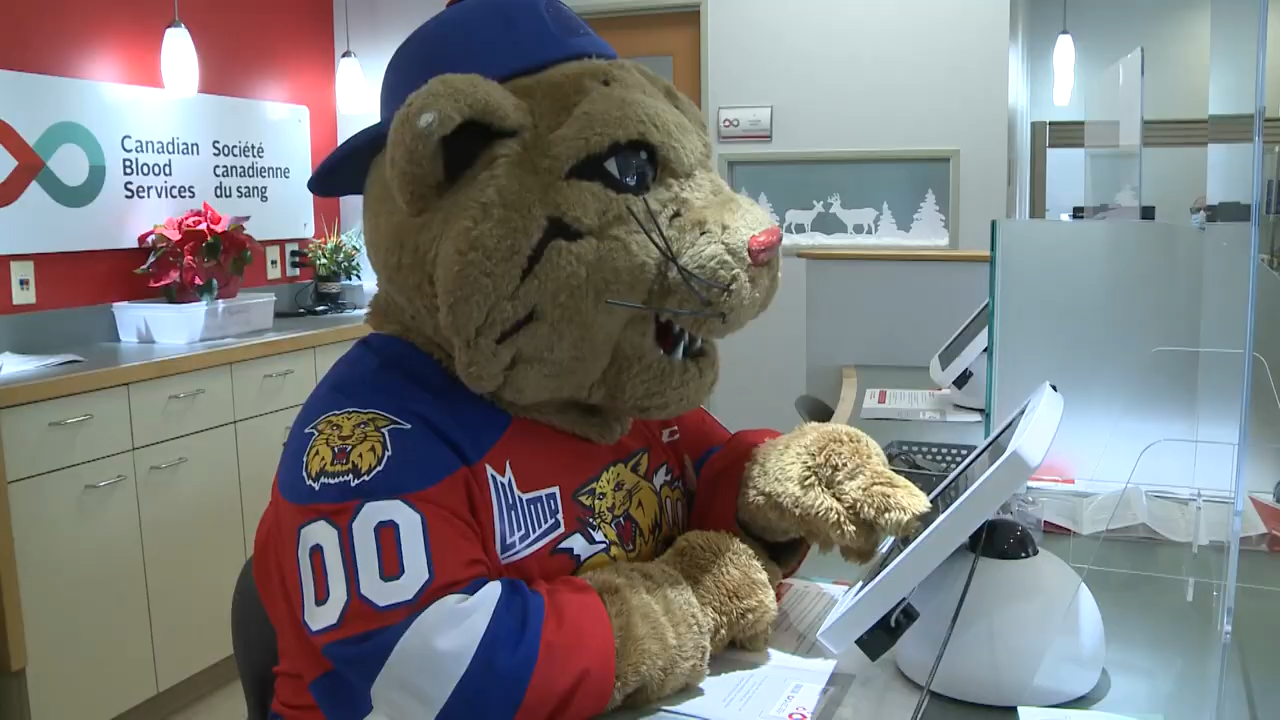 Canadian
Blood
Services
Société
canadienne
du sang
00
LHJMQ